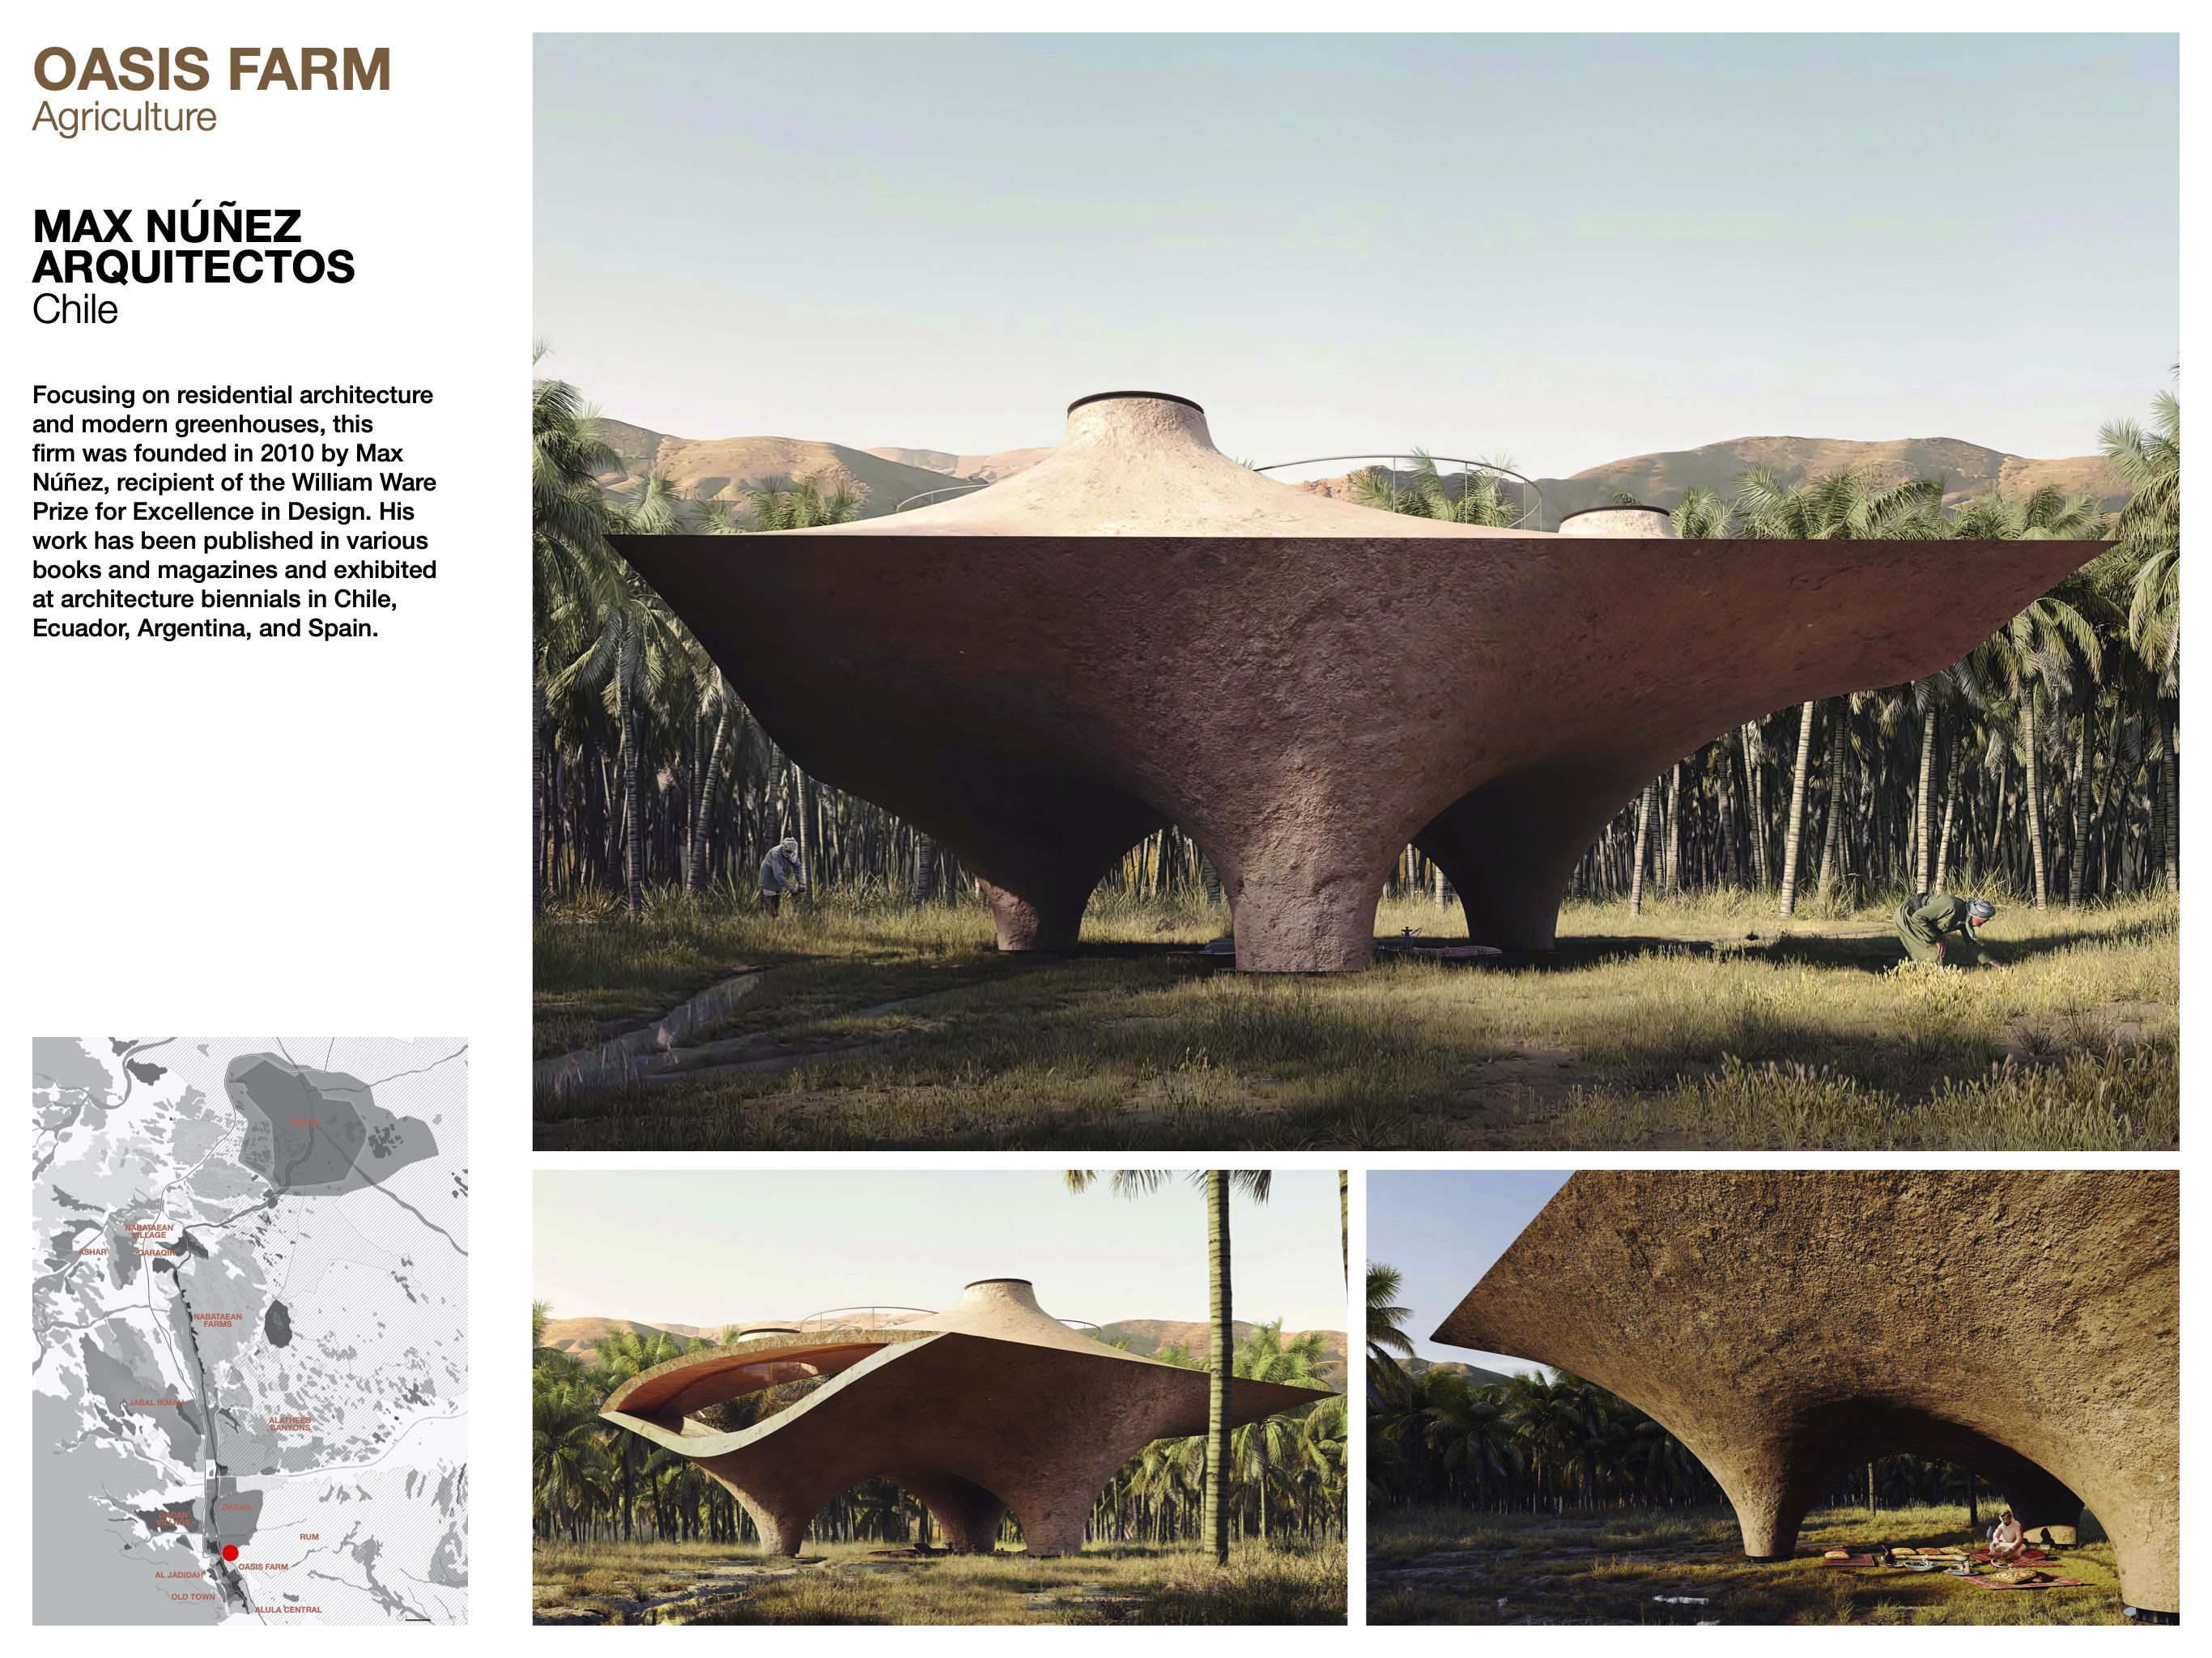 OASIS FARM
Agriculture
MAX NÚÑEZ
ARQUITECTOS
Chile
Focusing on residential architecture
and modern greenhouses, this
firm was founded in 2010 by Max
Núñez, recipient of the William Ware
Prize for Excellence in Design. His
work has been published in various
books and magazines and exhibited
at architecture biennials in Chile,
Ecuador, Argentina, and Spain.
NABATAEAN
VILLAGE
ASHAR
QARAQIR
NABATAEAN
FARMS
JABAL IKMAH
ALATHEEB
CANYONS
DADAN
RUM
OASIS FARM
AL JADIDAH
OLD TOWN
ALULA CENTRAL